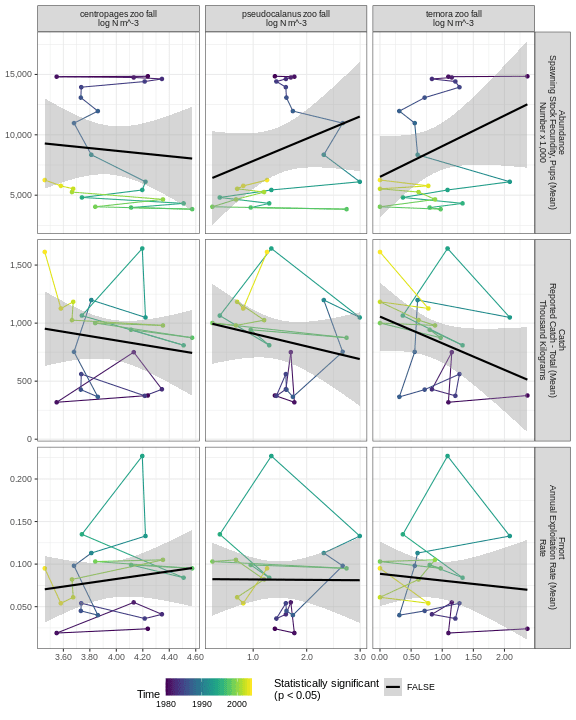 centropages zoo fall
log N m^-3
pseudocalanus zoo fall
log N m^-3
temora zoo fall
log N m^-3
15,000
10,000
5,000
Abundance
Spawning Stock Fecundity, Pups (Mean)
Number x 1,000
1,500
1,000
500
0
Catch
Reported Catch - Total (Mean)
Thousand Kilograms
0.200
0.150
0.100
0.050
Fmort
Annual Exploitation Rate (Mean)
Rate
3.60
3.80
4.00
4.20
4.40
4.60
1.0
2.0
3.0
0.00
0.50
1.00
1.50
2.00
Time
1980
1990
2000
Statistically significant
(p < 0.05)
FALSE